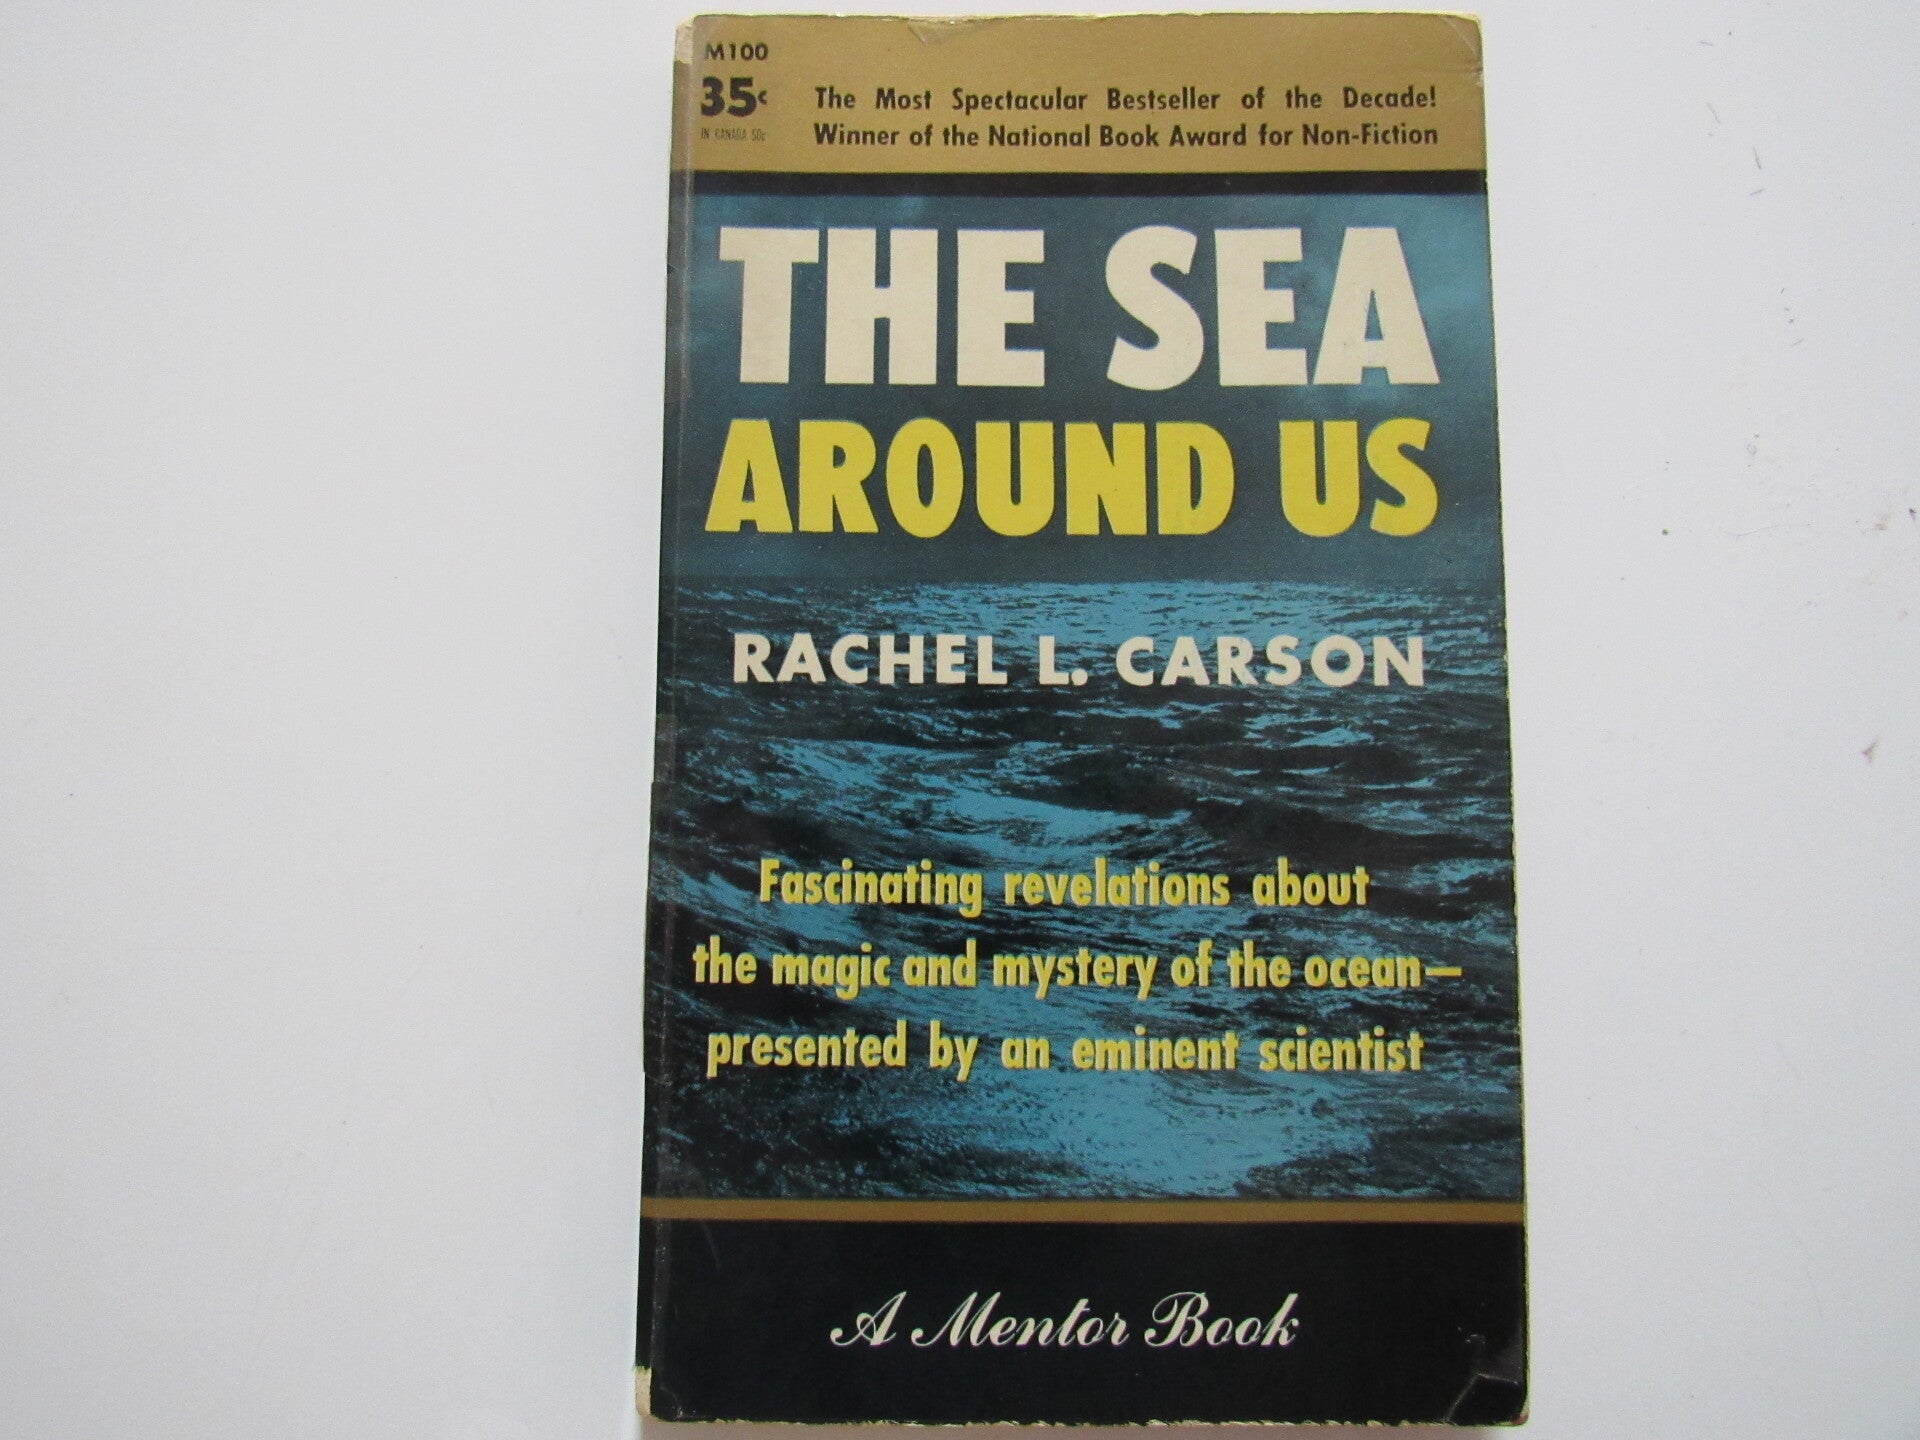 M100
35¢
IN CANADA 50c
The Most Spectacular Bestseller of the Decade!
Winner of the National Book Award for Non-Fiction
THE SEA
AROUND US
RACHEL L. CARSON
Fascinating revelations about
the magic and mystery of the ocean—
presented by an eminent scientist
A Mentor Book